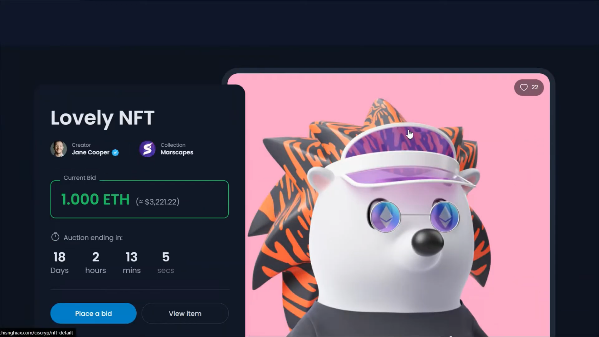 22
Lovely NFT
Creator
Jane Cooper
Collection
Marscapes
Current Bid
1.000 ETH (≈ $3,221.22)
Auction ending in:
18 2 13 5
Days hours mins secs
Place a bid View item